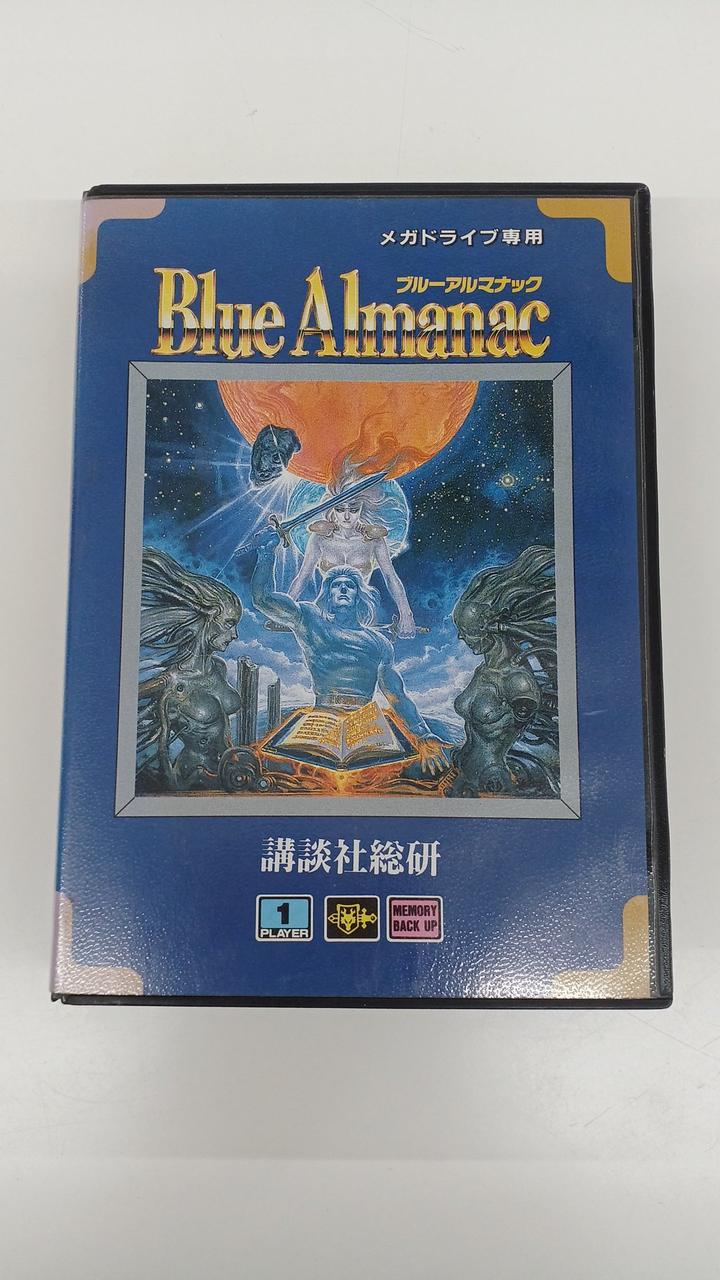 メガドライブ専用
ブルーアルマナック
Blue Almanac
講談社総研
1
PLAYER
MEMORY
BACK UP